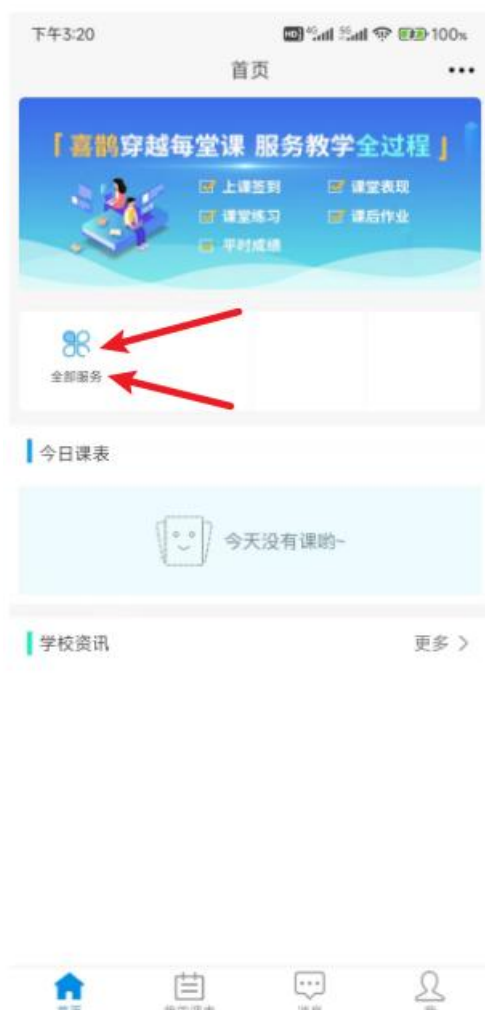 下午3:20 HD 4G 5G 100%
首页
「喜鹊穿越每堂课 服务教学全过程」
上课签到 课堂表现
课堂练习 课后作业
平时成绩
全部服务
今日课表
今天没有课哟~
学校资讯 更多 >